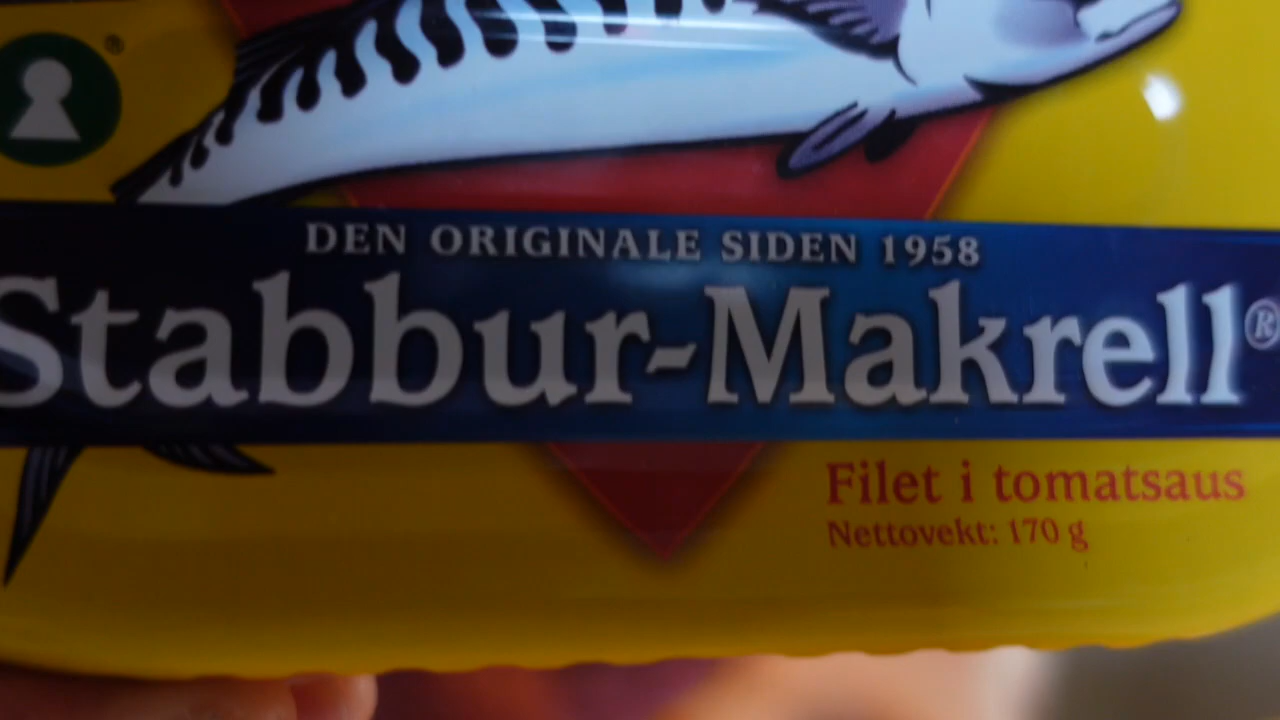 ®
DEN ORIGINALE SIDEN 1958
Stabbur-Makrell®
Filet i tomatsaus
Nettovekt: 170 g